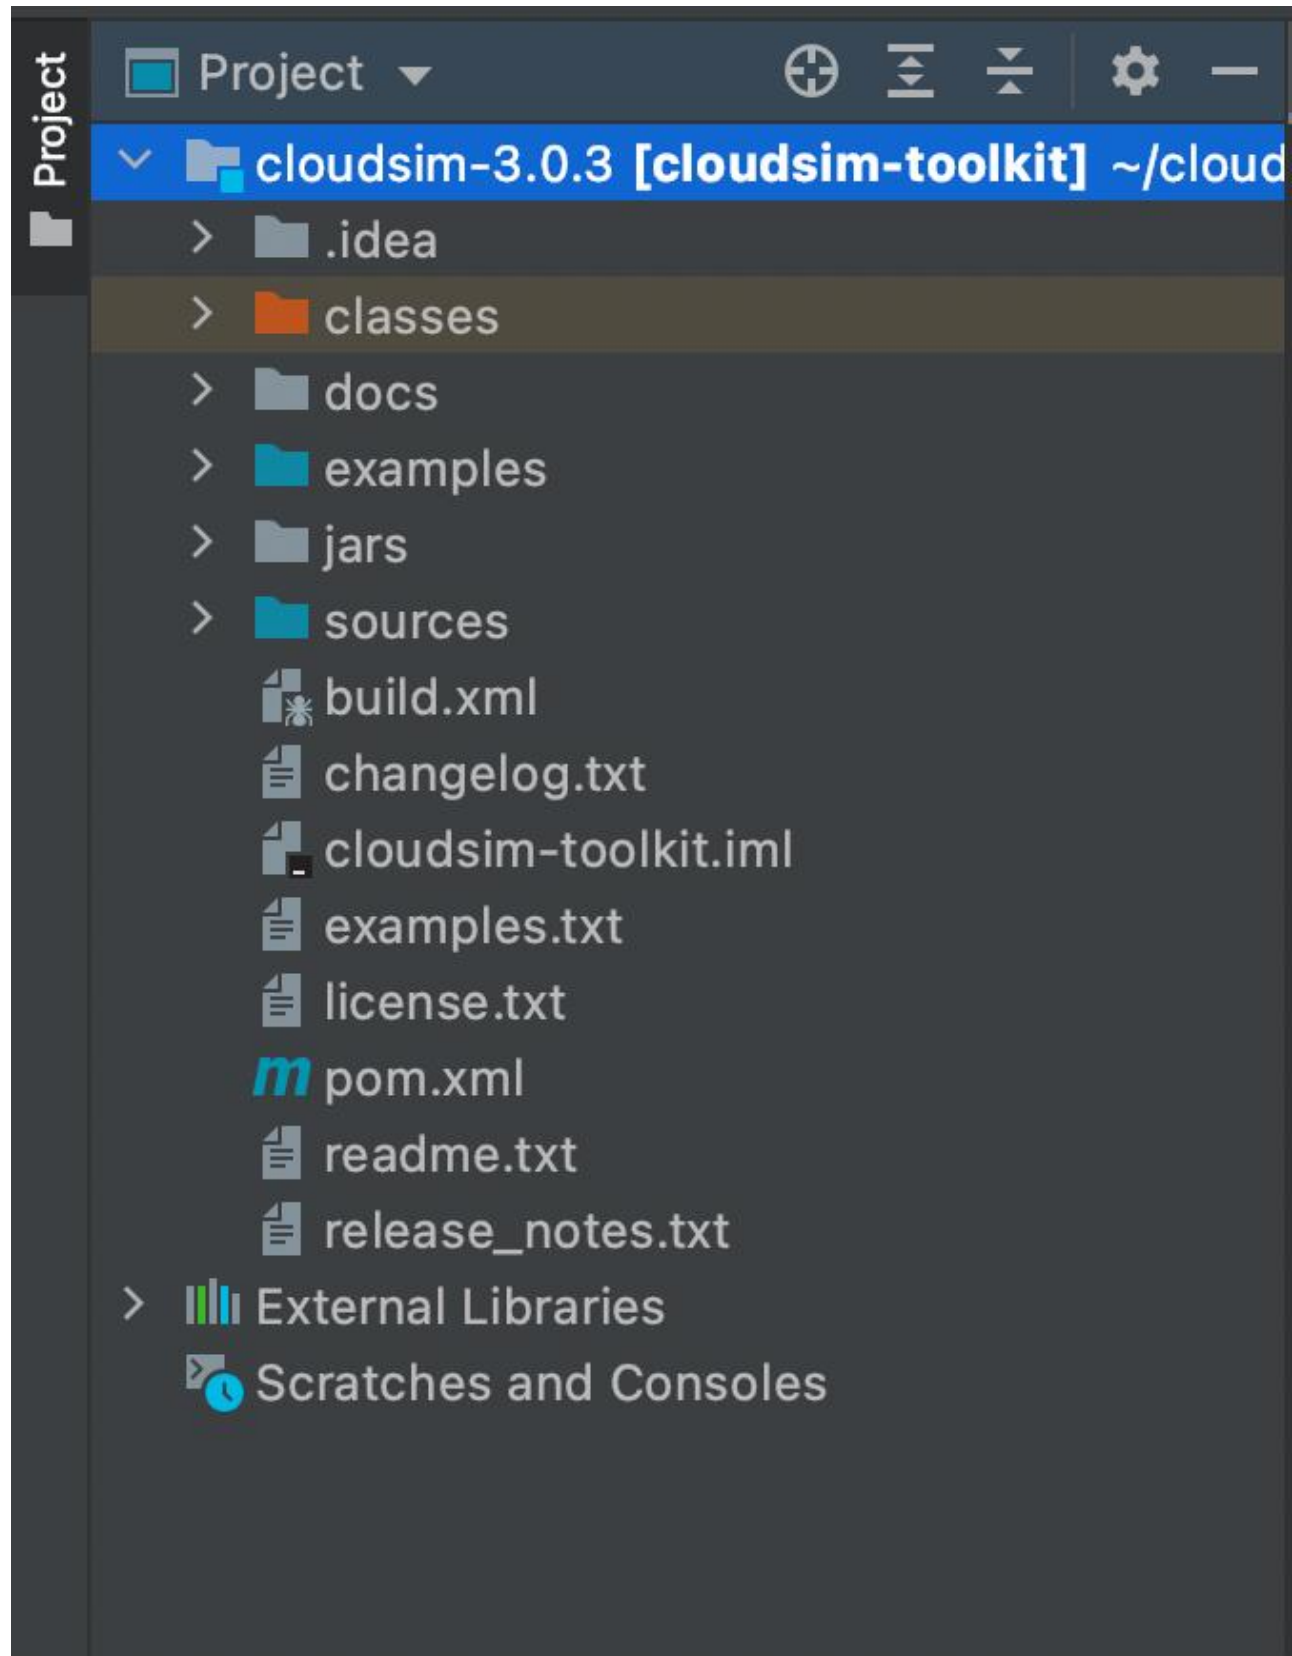 Project
Project
cloudsim-3.0.3 [cloudsim-toolkit] ~/cloud
.idea
classes
docs
examples
jars
sources
build.xml
changelog.txt
cloudsim-toolkit.iml
examples.txt
license.txt
m pom.xml
readme.txt
release_notes.txt
External Libraries
Scratches and Consoles